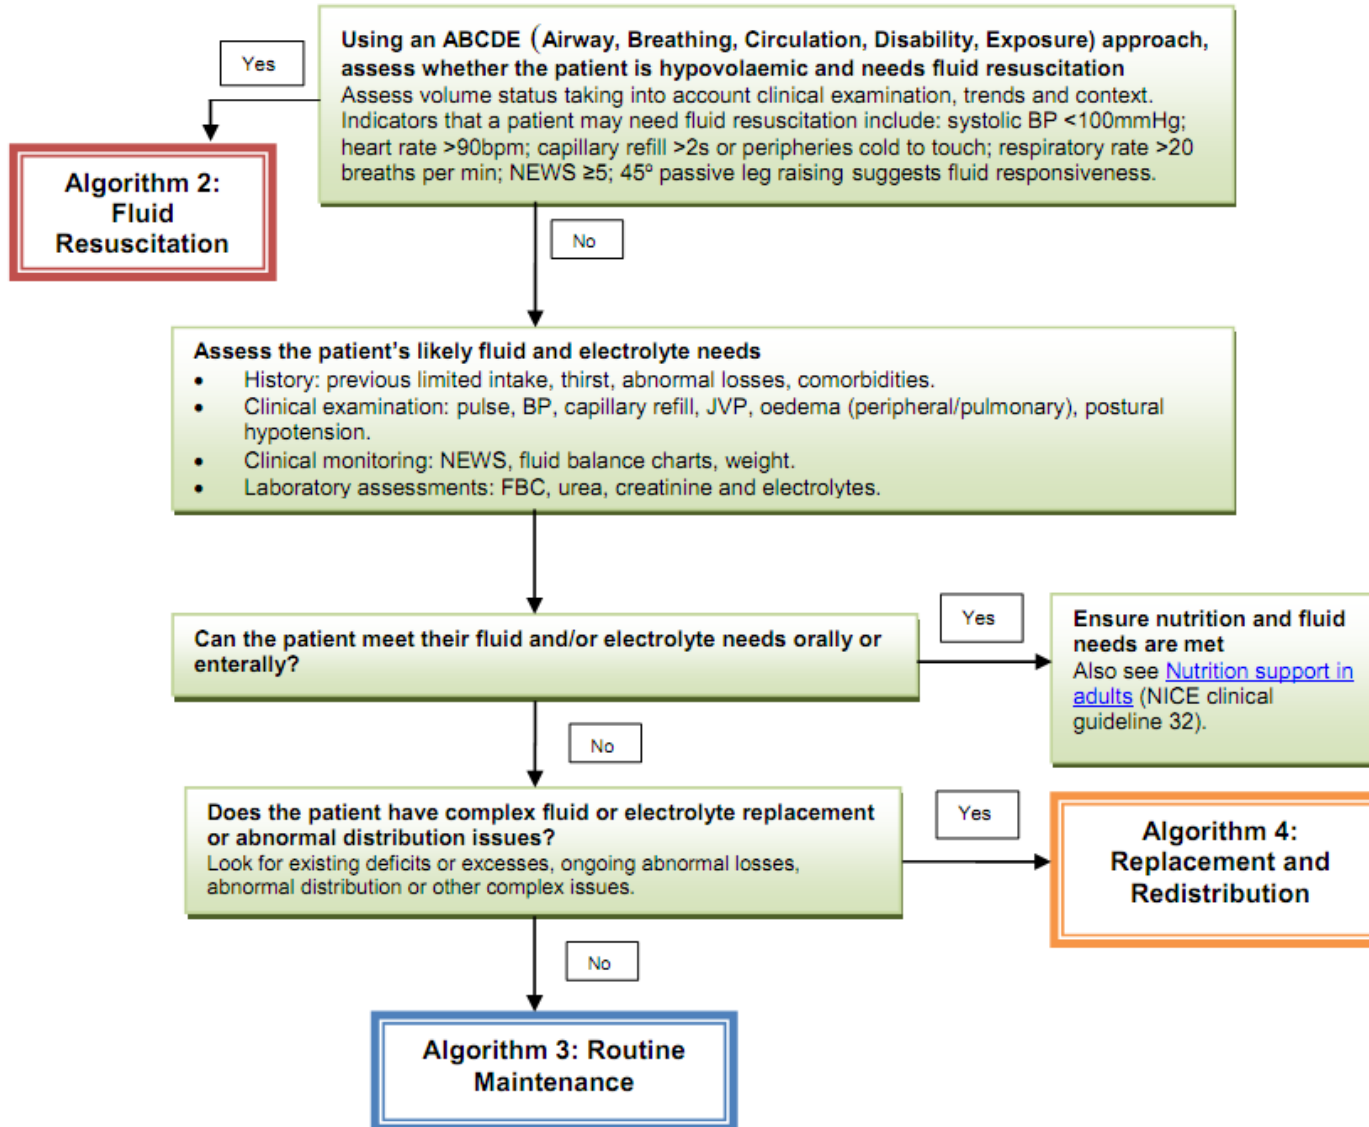 Yes
Using an ABCDE (Airway, Breathing, Circulation, Disability, Exposure) approach,
assess whether the patient is hypovolaemic and needs fluid resuscitation
Assess volume status taking into account clinical examination, trends and context.
Indicators that a patient may need fluid resuscitation include: systolic BP <100mmHg;
heart rate >90bpm; capillary refill >2s or peripheries cold to touch; respiratory rate >20
breaths per min; NEWS ≥5; 45º passive leg raising suggests fluid responsiveness.
Algorithm 2:
Fluid
Resuscitation
No
Assess the patient's likely fluid and electrolyte needs
• History: previous limited intake, thirst, abnormal losses, comorbidities.
• Clinical examination: pulse, BP, capillary refill, JVP, oedema (peripheral/pulmonary), postural
hypotension.
• Clinical monitoring: NEWS, fluid balance charts, weight.
• Laboratory assessments: FBC, urea, creatinine and electrolytes.
Can the patient meet their fluid and/or electrolyte needs orally or
enterally?
Yes
Ensure nutrition and fluid
needs are met
Also see Nutrition support in
adults (NICE clinical
guideline 32).
No
Does the patient have complex fluid or electrolyte replacement
or abnormal distribution issues?
Look for existing deficits or excesses, ongoing abnormal losses,
abnormal distribution or other complex issues.
Yes
Algorithm 4:
Replacement and
Redistribution
No
Algorithm 3: Routine
Maintenance